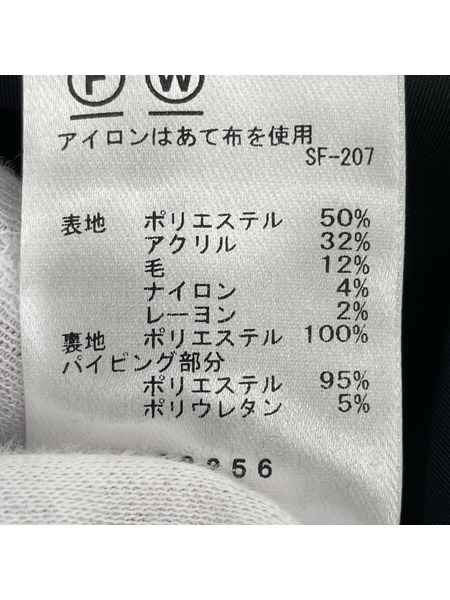 F W
アイロンはあて布を使用
SF-207
表地 ポリエステル 50%
アクリル 32%
毛 12%
ナイロン 4%
レーヨン 2%
裏地 ポリエステル 100%
パイピング部分
ポリエステル 95%
ポリウレタン 5%
356